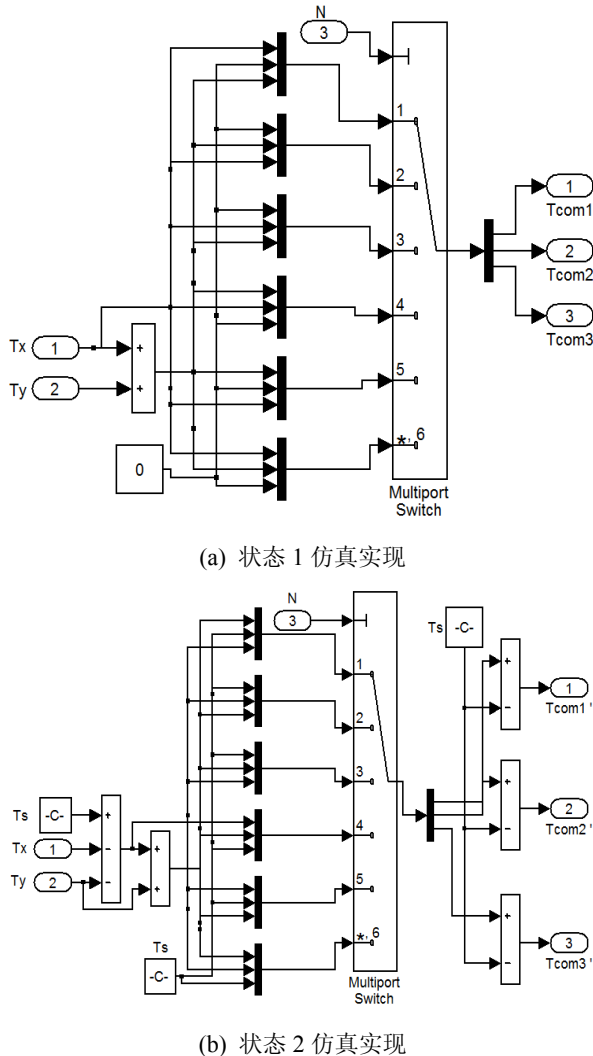 N
3
1
2
3
4
5
*, 6
Multiport
Switch
1
Tcom1
2
Tcom2
3
Tcom3
Tx
1
Ty
2
+
+
0
(a) 状态 1 仿真实现
N
3
1
2
3
4
5
*, 6
Multiport
Switch
Ts
-C-
+
−
1
Tcom1 '
+
−
2
Tcom2 '
+
−
3
Tcom3 '
Ts
-C-
Tx
1
Ty
2
+
−
−
+
+
Ts
-C-
(b) 状态 2 仿真实现